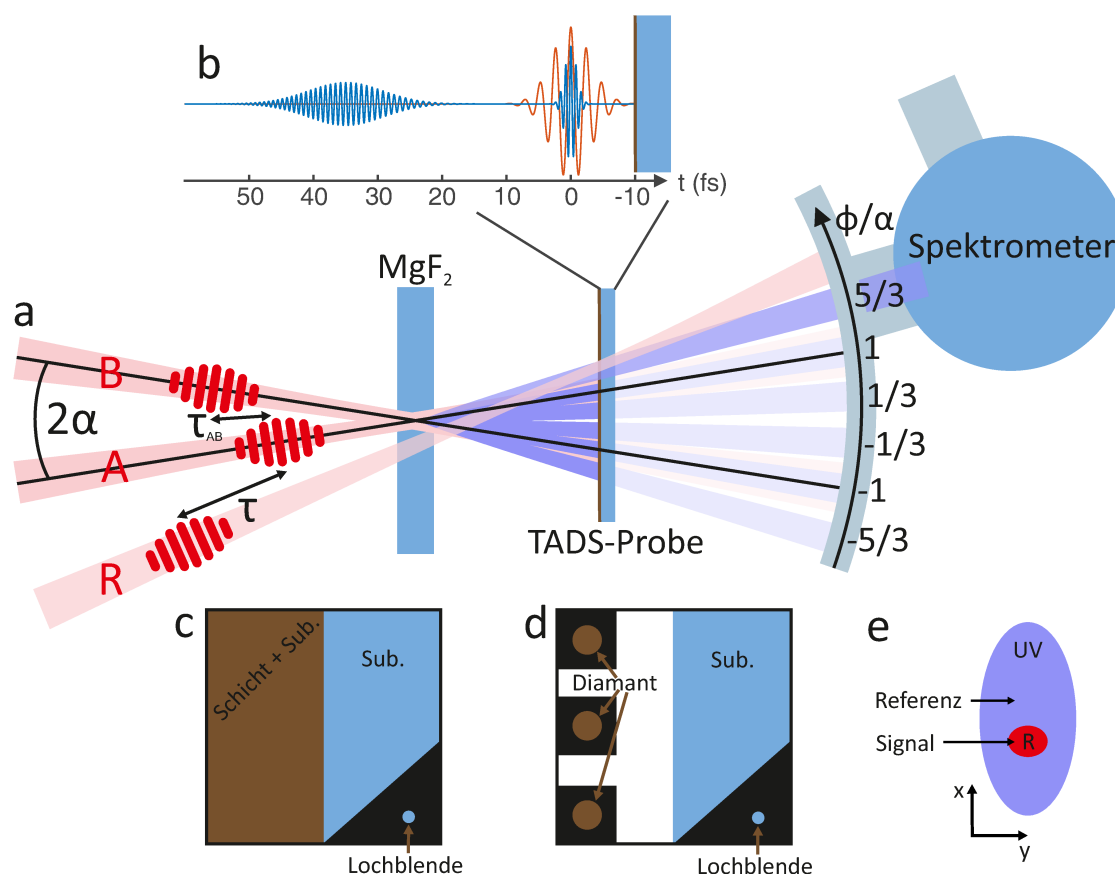 b
50
40
30
20
10
0
-10
t (fs)
a
MgF₂
ϕ/α
Spektrometer
B
τAB
2α
A
τ
R
TADS-Probe
5/3
1
1/3
-1/3
-1
-5/3
c
Schicht + Sub.
Sub.
Lochblende
d
Diamant
Sub.
Lochblende
e
UV
Referenz
Signal
R
x
y